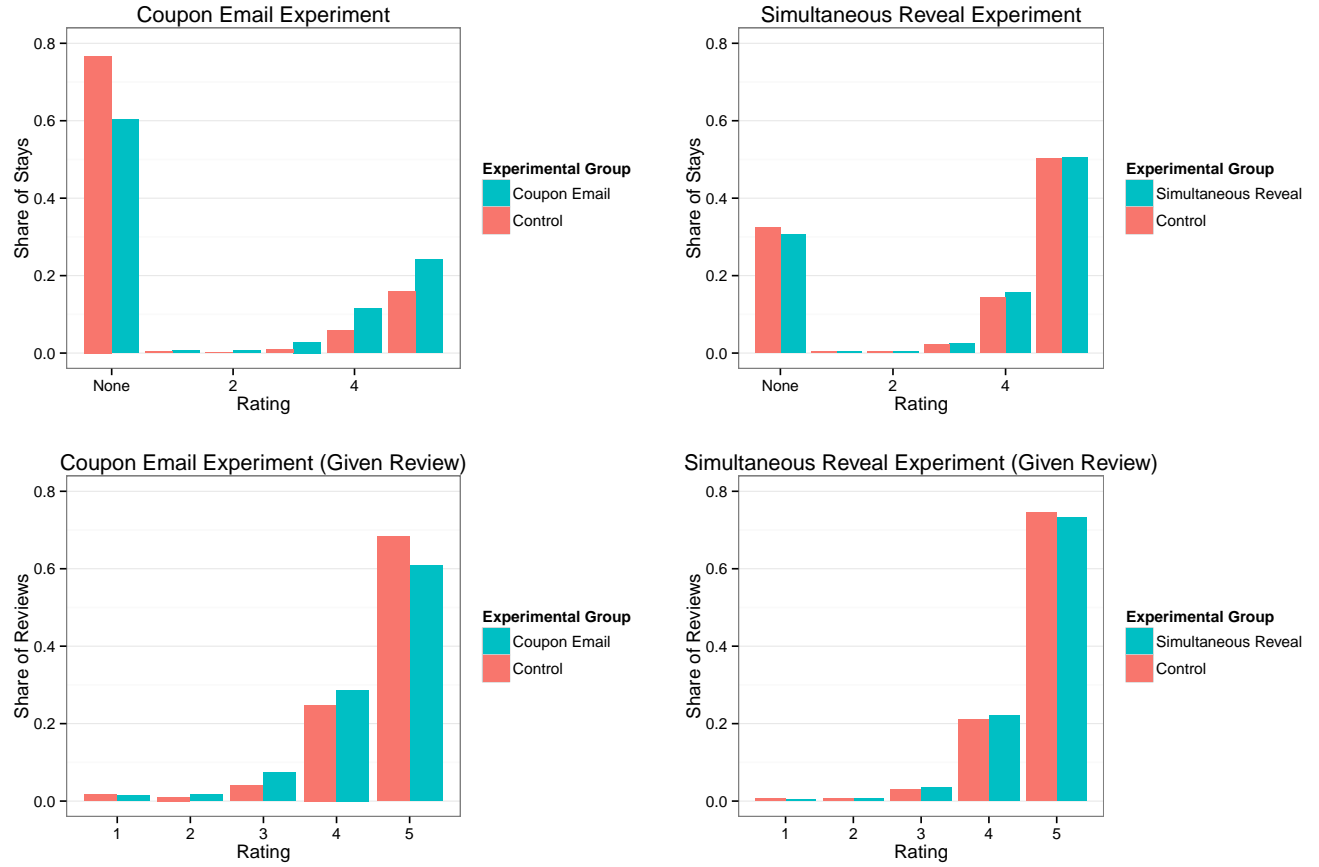 Coupon Email Experiment
0.8
0.6
0.4
0.2
0.0
Share of Stays
None 2 4
Rating
Experimental Group
Coupon Email
Control
Simultaneous Reveal Experiment
0.8
0.6
0.4
0.2
0.0
Share of Stays
None 2 4
Rating
Experimental Group
Simultaneous Reveal
Control
Coupon Email Experiment (Given Review)
0.8
0.6
0.4
0.2
0.0
Share of Reviews
1 2 3 4 5
Rating
Experimental Group
Coupon Email
Control
Simultaneous Reveal Experiment (Given Review)
0.8
0.6
0.4
0.2
0.0
Share of Reviews
1 2 3 4 5
Rating
Experimental Group
Simultaneous Reveal
Control